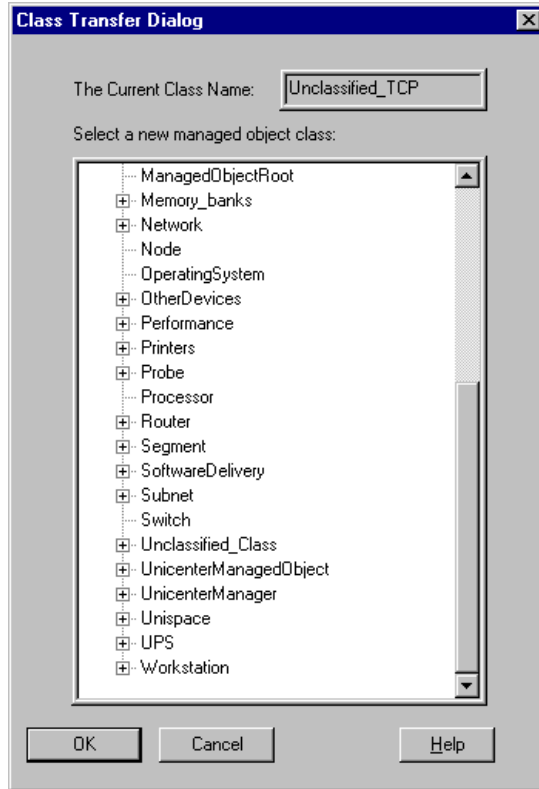 Class Transfer Dialog
The Current Class Name: Unclassified_TCP
Select a new managed object class:
ManagedObjectRoot
Memory_banks
Network
Node
OperatingSystem
OtherDevices
Performance
Printers
Probe
Processor
Router
Segment
SoftwareDelivery
Subnet
Switch
Unclassified_Class
UnicenterManagedObject
UnicenterManager
Unispace
UPS
Workstation
OK Cancel Help